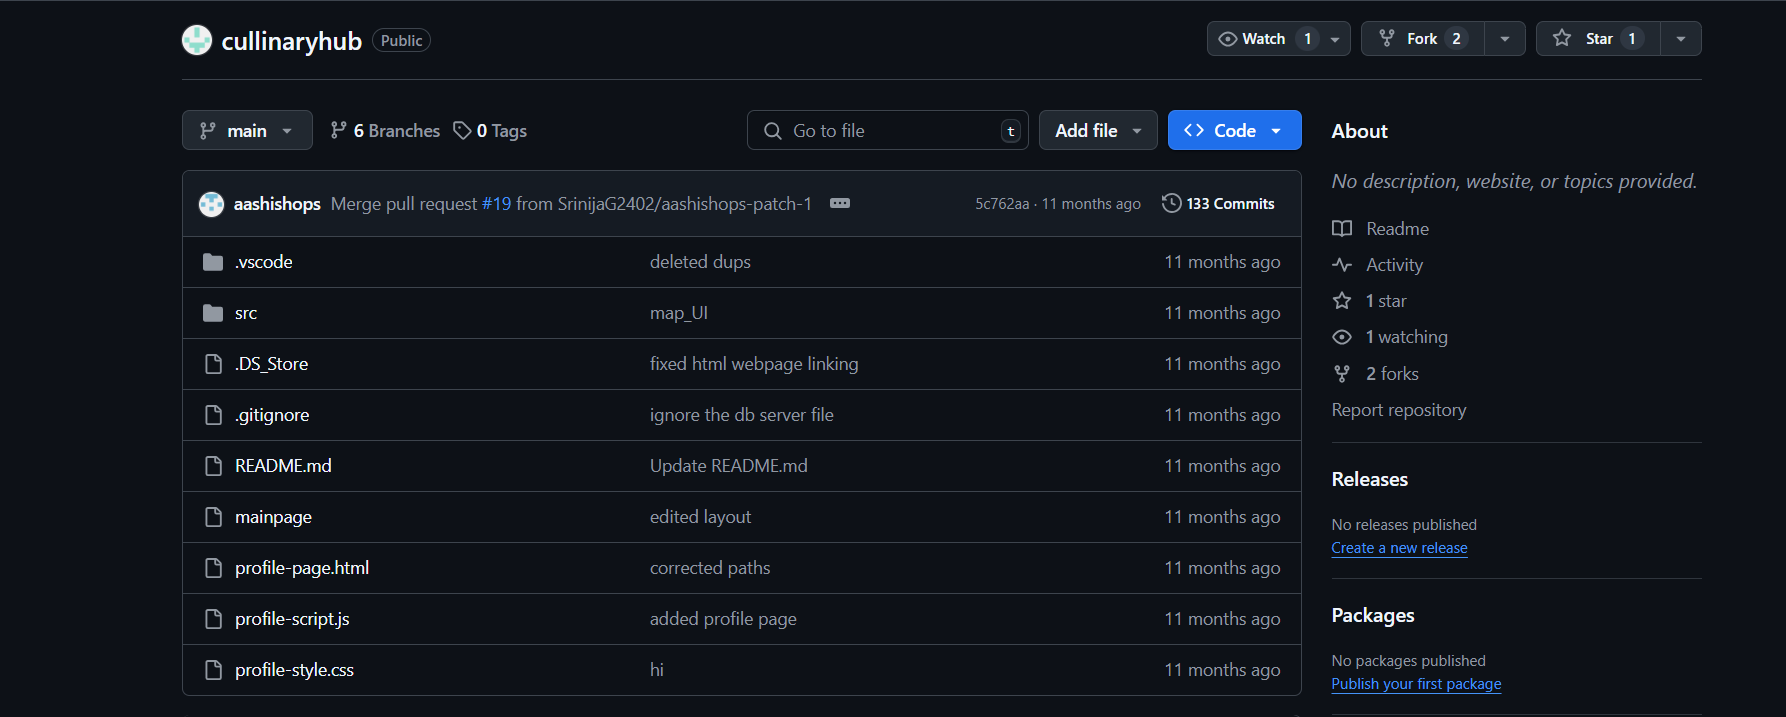 cullinaryhub Public Watch 1 Fork 2 Star 1
main 6 Branches 0 Tags Go to file t Add file Code
aashishops Merge pull request #19 from SrinijaG2402/aashishops-patch-1 5c762aa · 11 months ago 133 Commits
.vscode deleted dups 11 months ago
src map_UI 11 months ago
.DS_Store fixed html webpage linking 11 months ago
.gitignore ignore the db server file 11 months ago
README.md Update README.md 11 months ago
mainpage edited layout 11 months ago
profile-page.html corrected paths 11 months ago
profile-script.js added profile page 11 months ago
profile-style.css hi 11 months ago
About
No description, website, or topics provided.
Readme
Activity
1 star
1 watching
2 forks
Report repository
Releases
No releases published
Create a new release
Packages
No packages published
Publish your first package